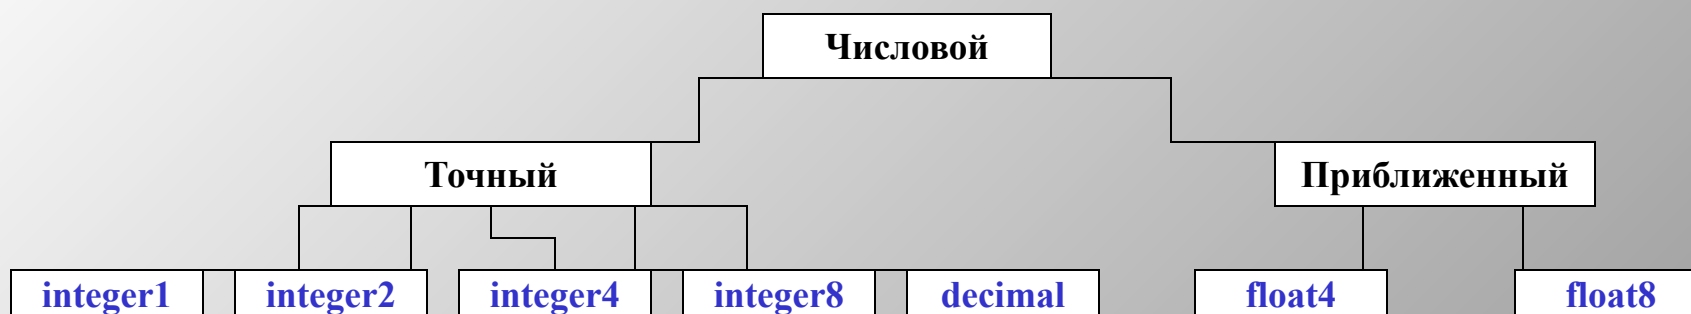 Числовой
Точный Приближенный
integer1 integer2 integer4 integer8 decimal float4 float8